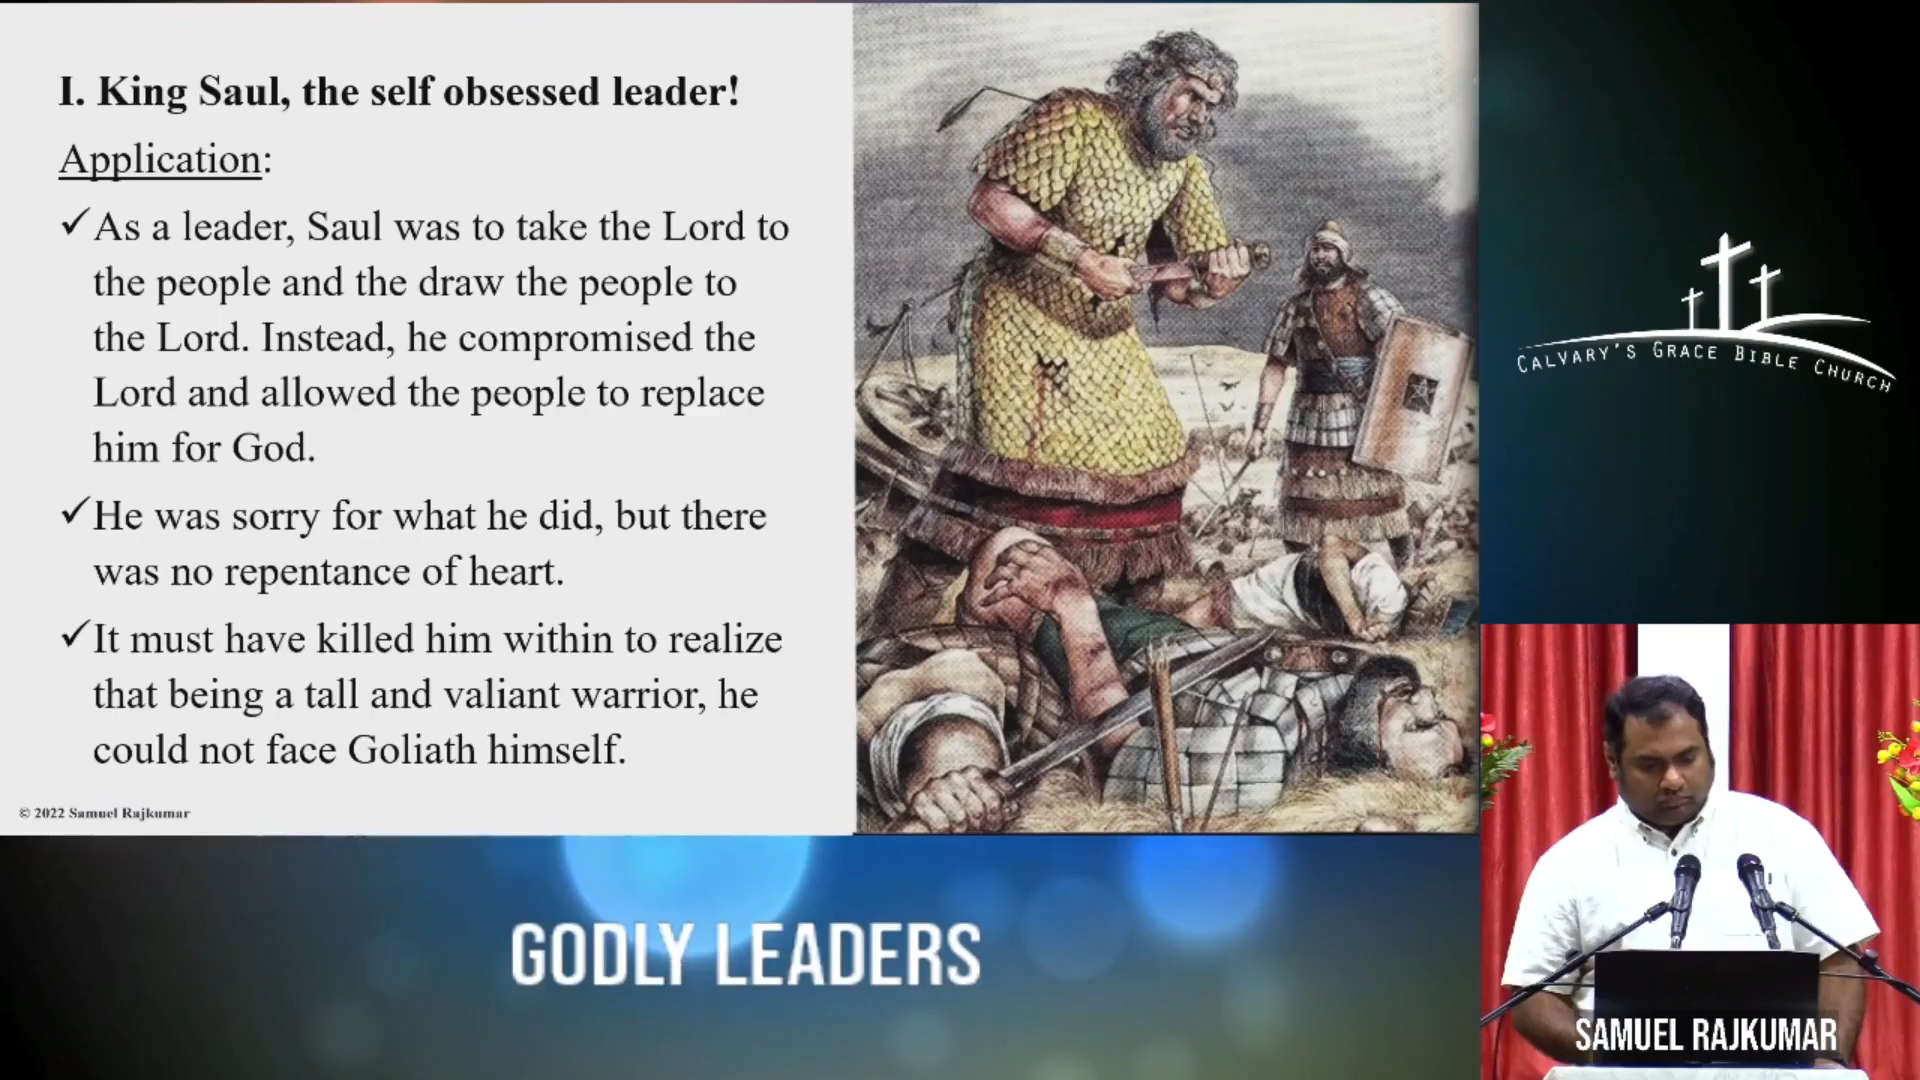 I. King Saul, the self obsessed leader!
Application:
✓As a leader, Saul was to take the Lord to
the people and the draw the people to
the Lord. Instead, he compromised the
Lord and allowed the people to replace
him for God.
✓He was sorry for what he did, but there
was no repentance of heart.
✓It must have killed him within to realize
that being a tall and valiant warrior, he
could not face Goliath himself.
© 2022 Samuel Rajkumar
CALVARY'S GRACE BIBLE CHURCH
GODLY LEADERS
SAMUEL RAJKUMAR